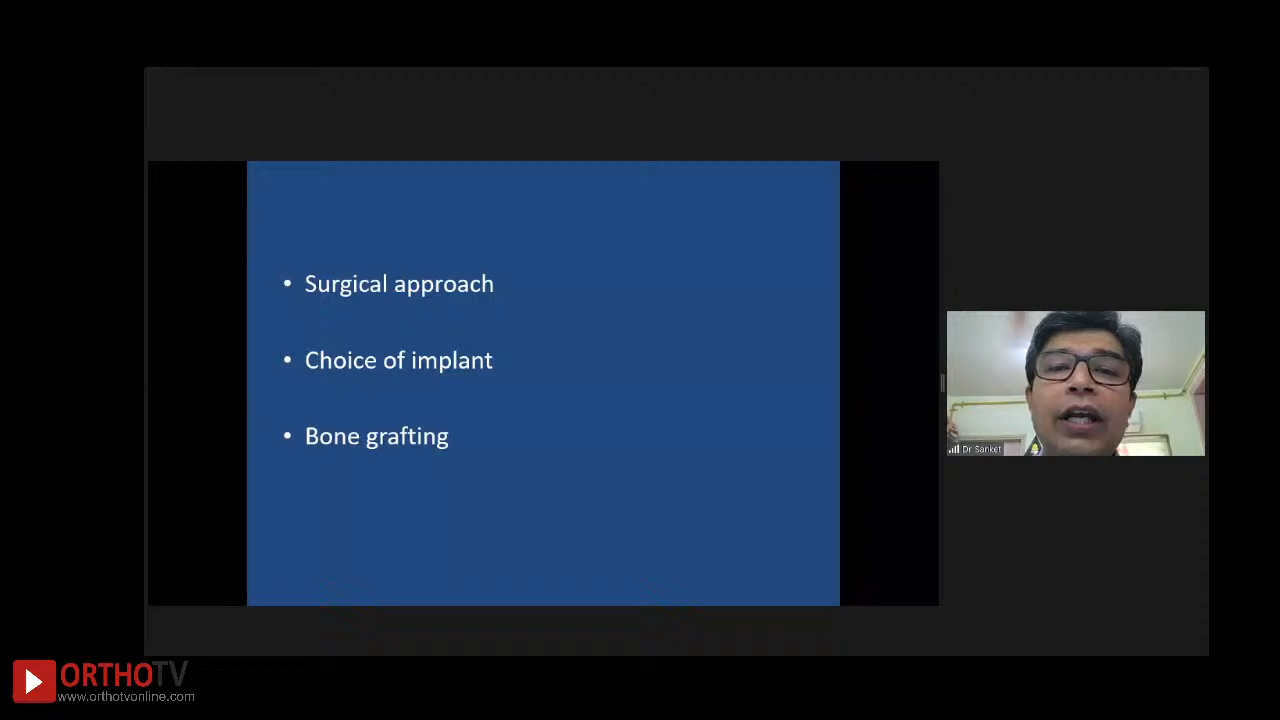 • Surgical approach
• Choice of implant
• Bone grafting
Dr Sanket
ORTHOTV
www.orthotvonline.com